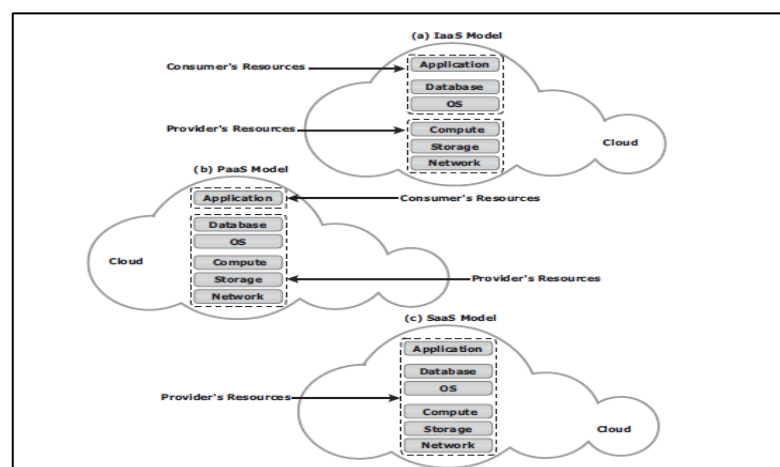 (a) IaaS Model
Consumer's Resources
Application
Database
OS
Provider's Resources
Compute
Storage
Network
Cloud
(b) PaaS Model
Application
Consumer's Resources
Database
OS
Cloud
Compute
Storage
Provider's Resources
Network
(c) SaaS Model
Application
Database
OS
Provider's Resources
Compute
Storage
Cloud
Network